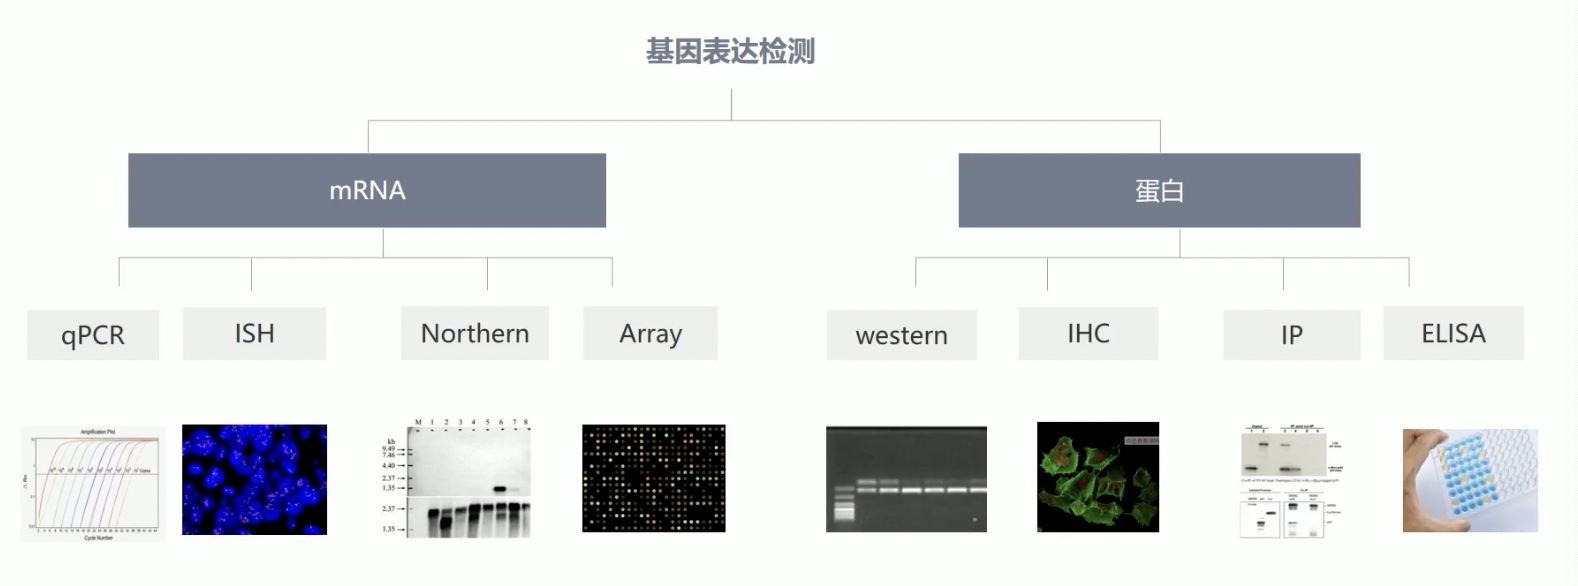 基因表达检测
mRNA
蛋白
qPCR
ISH
Northern
Array
western
IHC
IP
ELISA
Amplification Plot
Cycle Number
M 1 2 3 4 5 6 7 8
kb
9.49
7.46
4.40
2.37
1.35
2.37
1.35